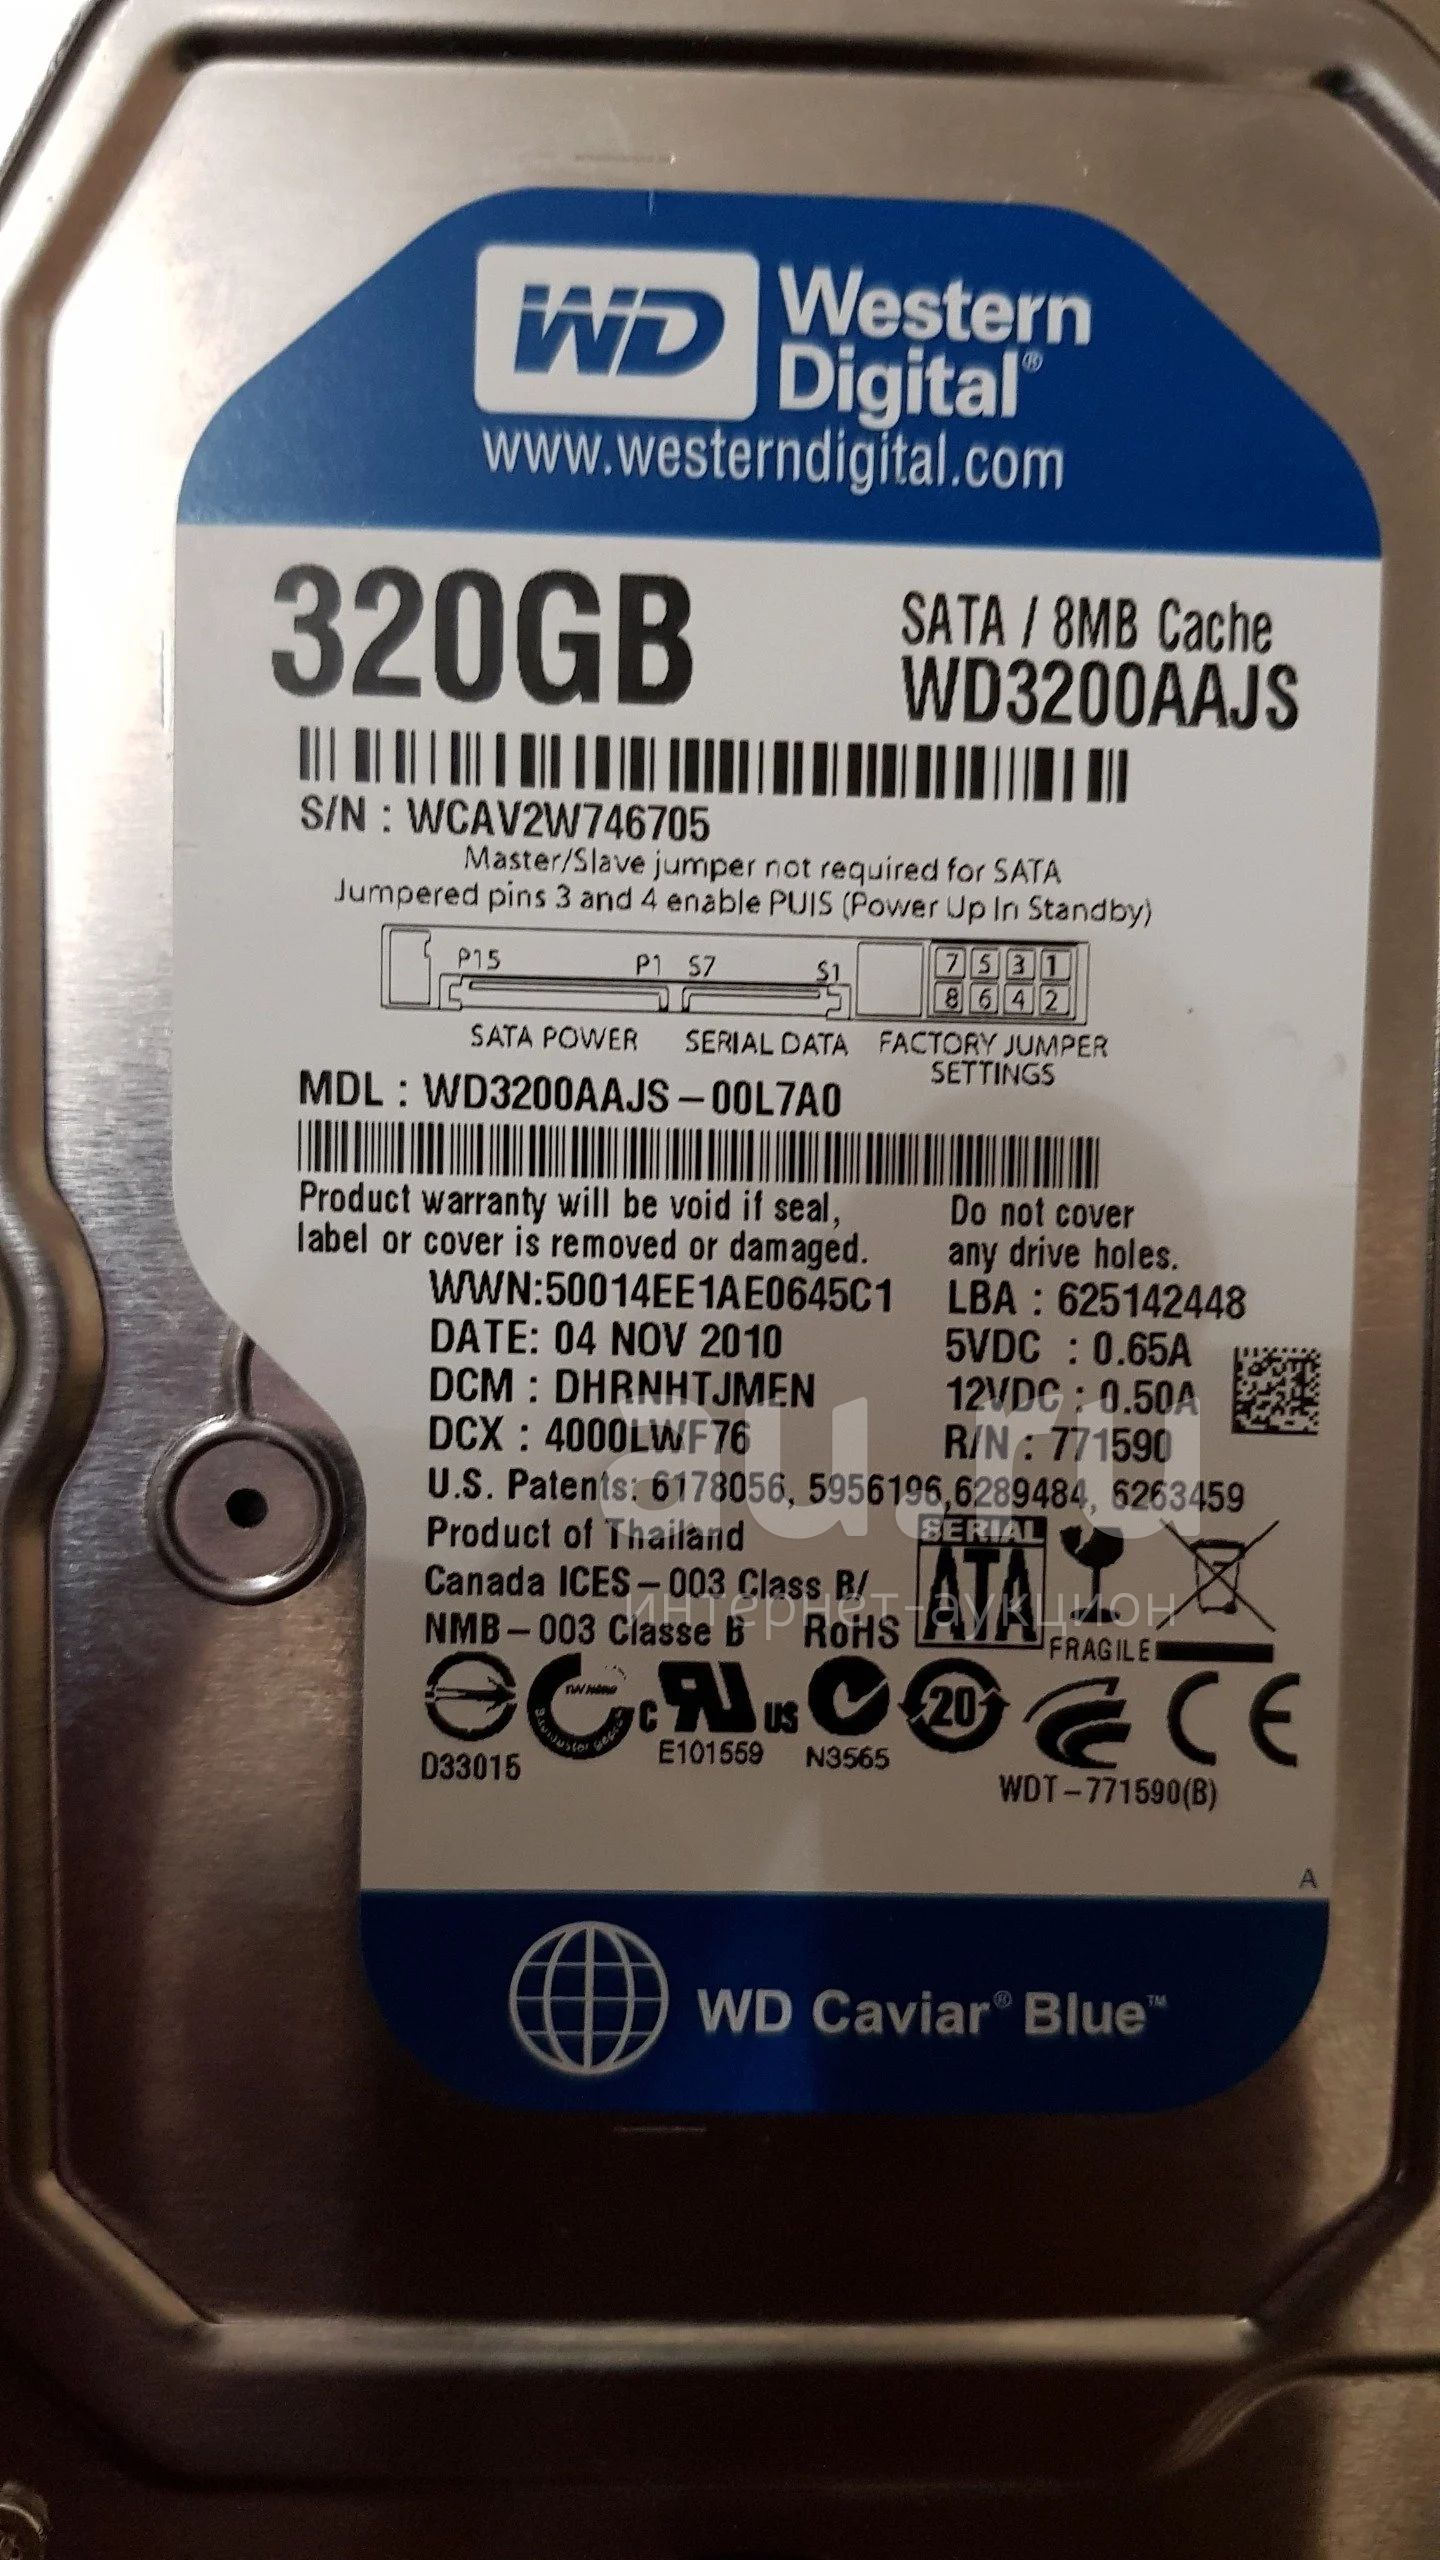 WD Western
Digital®
www.westerndigital.com
320GB
SATA / 8MB Cache
WD3200AAJS
S/N : WCAV2W746705
Master/Slave jumper not required for SATA
Jumpered pins 3 and 4 enable PUIS (Power Up In Standby)
P15 P1 S7 S1 7 5 3 1
8 6 4 2
SATA POWER SERIAL DATA FACTORY JUMPER
SETTINGS
MDL : WD3200AAJS – 00L7A0
Product warranty will be void if seal,
label or cover is removed or damaged.
Do not cover
any drive holes.
WWN:50014EE1AE0645C1 LBA : 625142448
DATE: 04 NOV 2010 5VDC : 0.65A
DCM : DHRNHTJMEN 12VDC : 0.50A
DCX : 4000LWF76 R/N : 771590
U.S. Patents: 6178056, 5956196,6289484, 6263459
Product of Thailand
Canada ICES – 003 Class B/
NMB – 003 Classe B RoHS
SERIAL
ATA
FRAGILE
au.ru
интернет-аукцион
D33015
C US
E101559
N3565
20
CE
WDT – 771590(B)
A
WD Caviar® Blue™